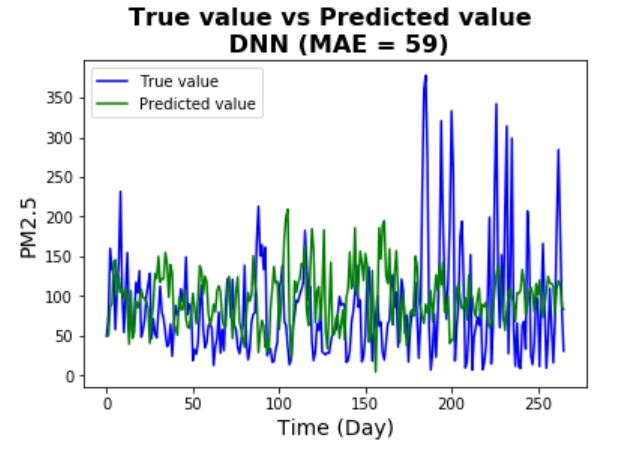 True value vs Predicted value
DNN (MAE = 59)
True value
Predicted value
PM2.5
350
300
250
200
150
100
50
0
0 50 100 150 200 250
Time (Day)